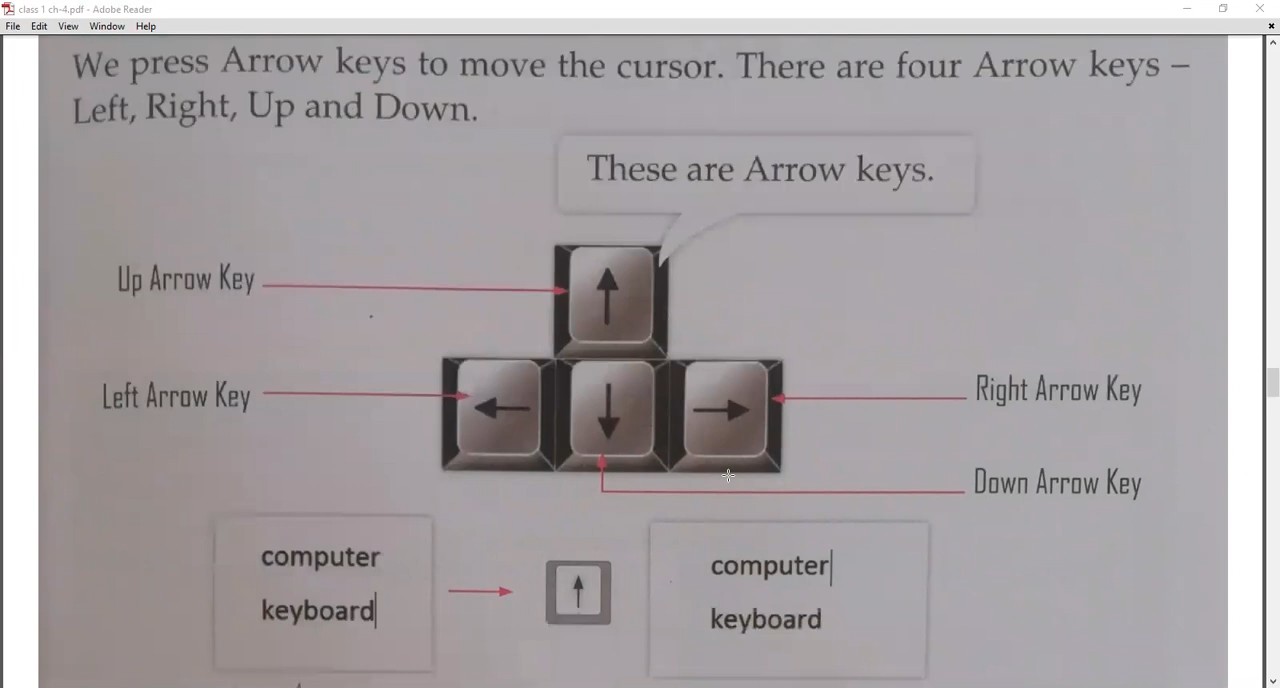 class 1 ch-4.pdf - Adobe Reader
File Edit View Window Help
We press Arrow keys to move the cursor. There are four Arrow keys –
Left, Right, Up and Down.
These are Arrow keys.
Up Arrow Key
Left Arrow Key
Right Arrow Key
Down Arrow Key
computer
keyboard
computer
keyboard